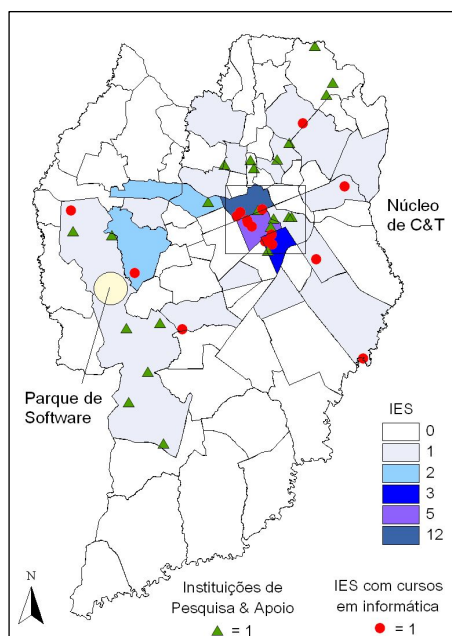 Núcleo
de C&T
Parque de
Software
IES
0
1
2
3
5
12
N
Instituições de
Pesquisa & Apoio
= 1
IES com cursos
em informática
= 1